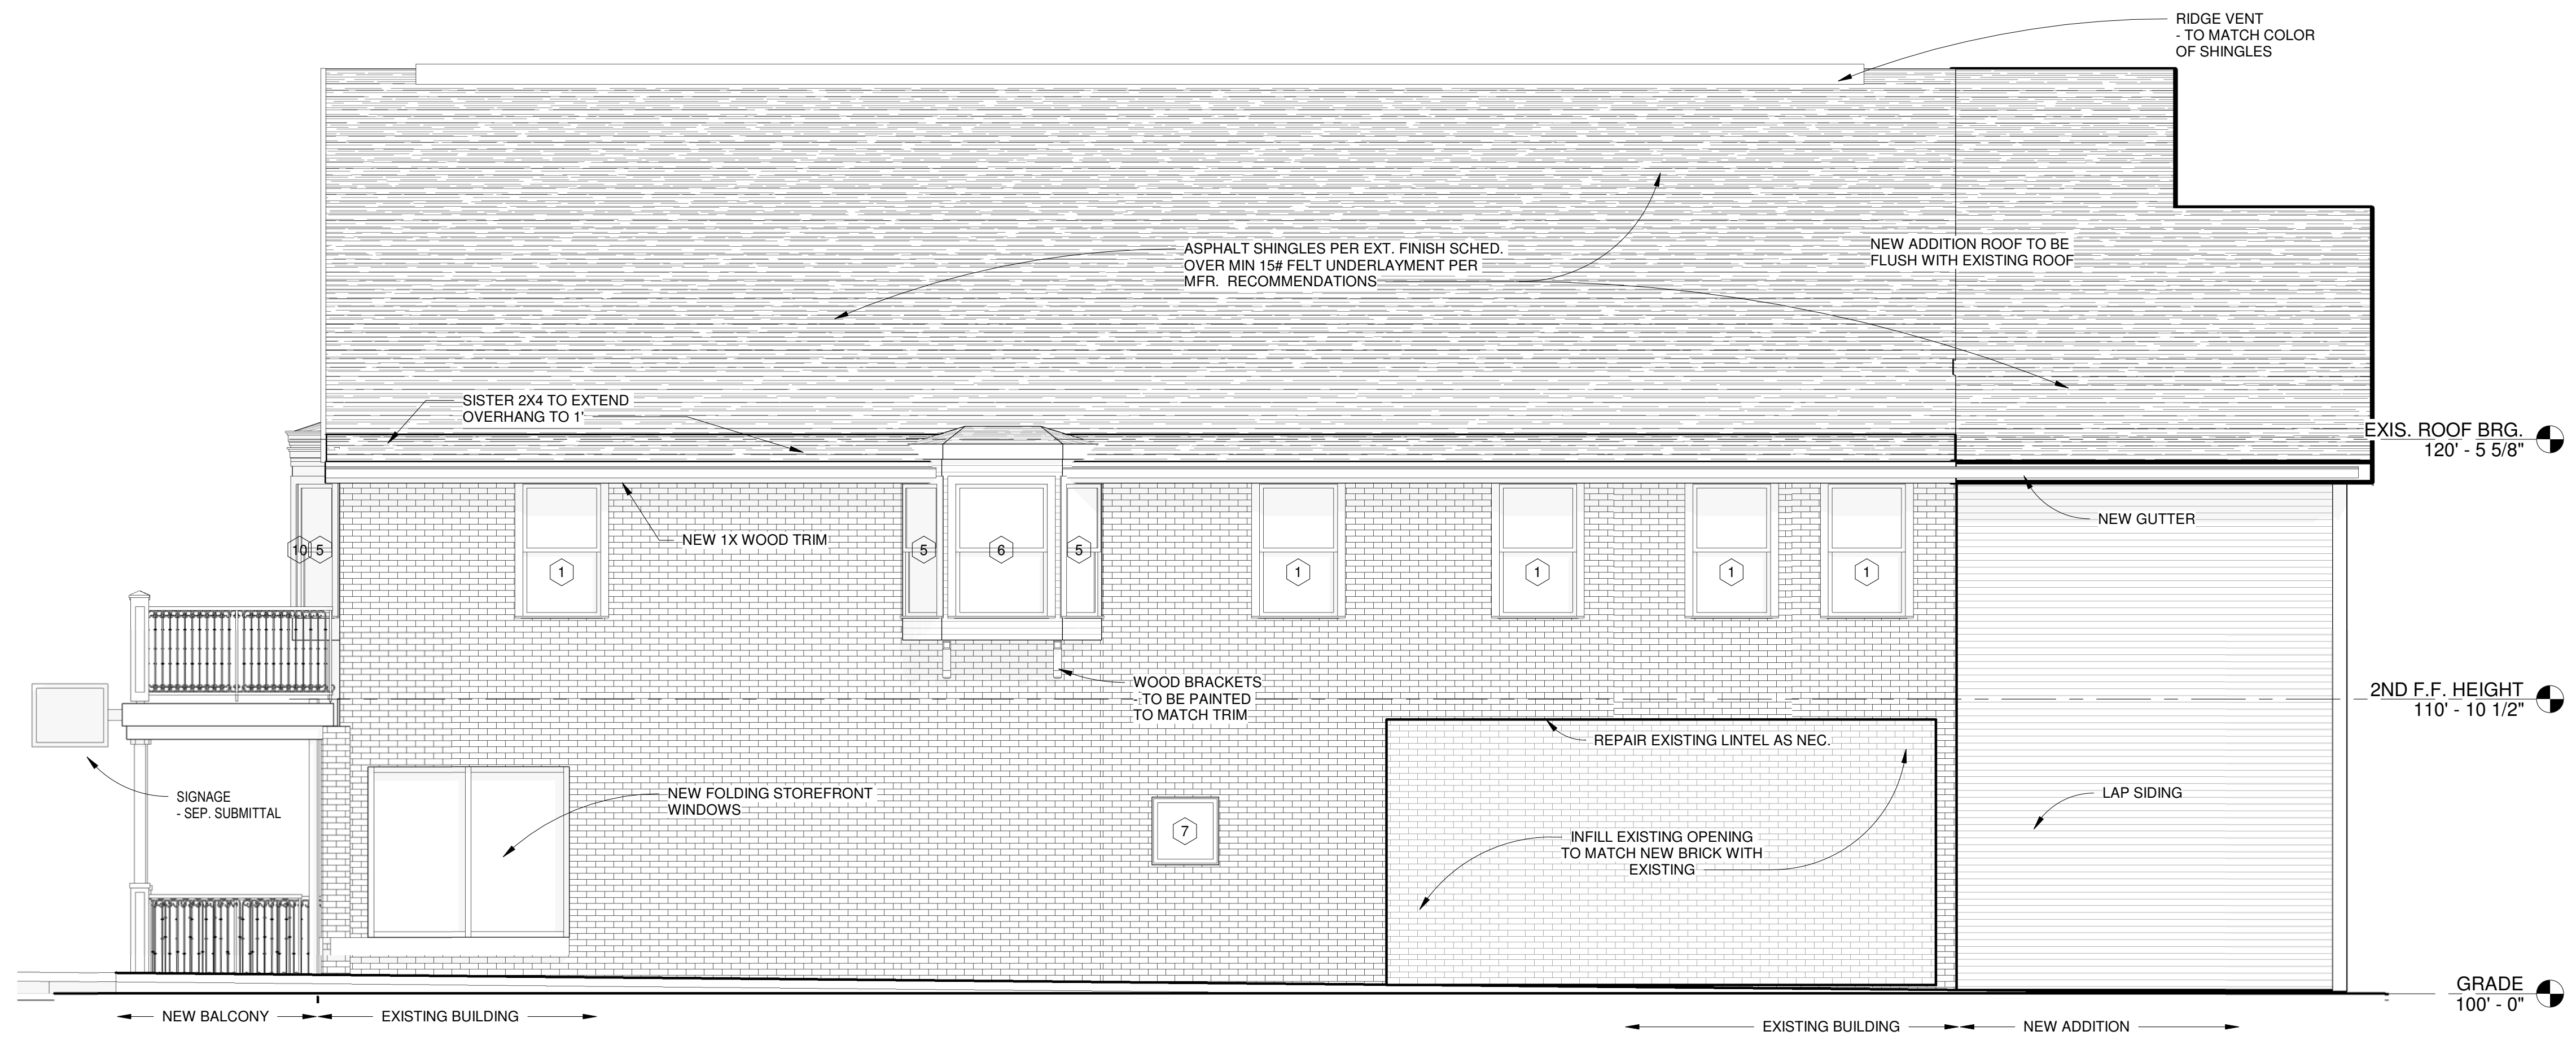 RIDGE VENT
- TO MATCH COLOR
OF SHINGLES
ASPHALT SHINGLES PER EXT. FINISH SCHED.
OVER MIN 15# FELT UNDERLAYMENT PER
MFR. RECOMMENDATIONS
NEW ADDITION ROOF TO BE
FLUSH WITH EXISTING ROOF
SISTER 2X4 TO EXTEND
OVERHANG TO 1'
EXIS. ROOF BRG.
120' - 5 5/8"
NEW GUTTER
NEW 1X WOOD TRIM
10
5
1
5
6
5
1
1
1
1
WOOD BRACKETS
- TO BE PAINTED
TO MATCH TRIM
2ND F.F. HEIGHT
110' - 10 1/2"
REPAIR EXISTING LINTEL AS NEC.
SIGNAGE
- SEP. SUBMITTAL
NEW FOLDING STOREFRONT
WINDOWS
7
INFILL EXISTING OPENING
TO MATCH NEW BRICK WITH
EXISTING
LAP SIDING
GRADE
100' - 0"
NEW BALCONY
EXISTING BUILDING
EXISTING BUILDING
NEW ADDITION